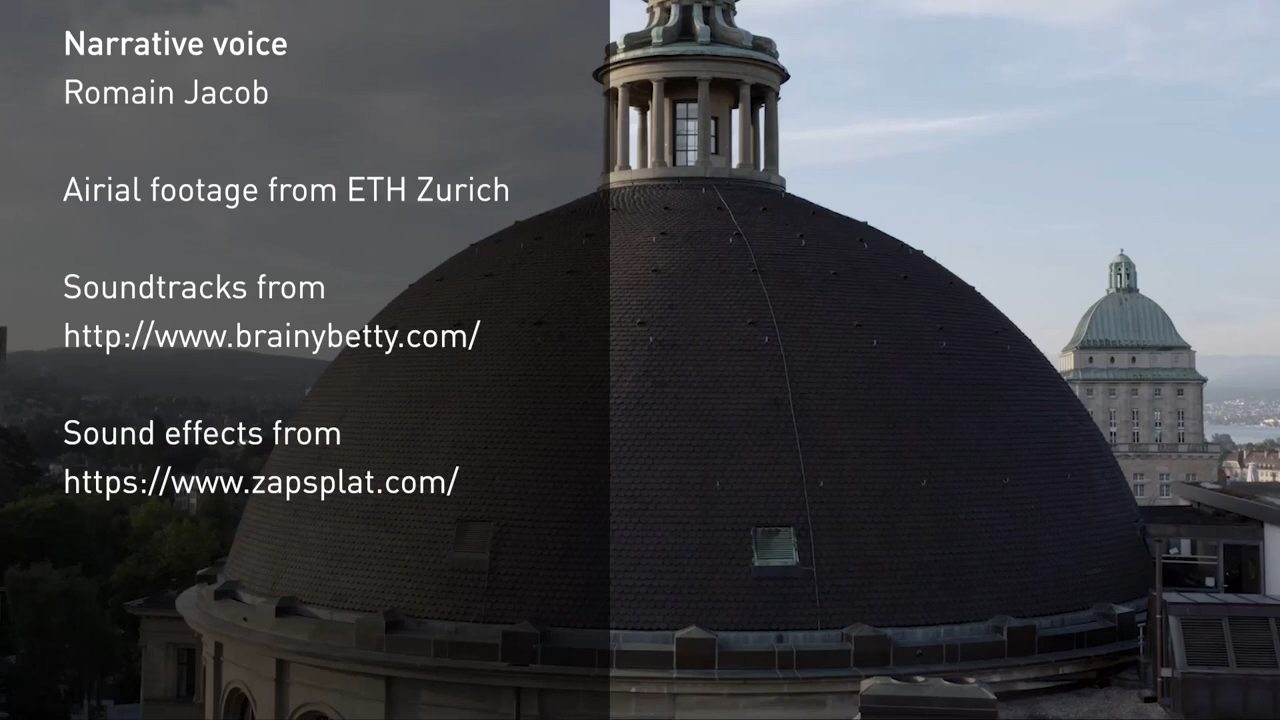 Narrative voice
Romain Jacob
Airial footage from ETH Zurich
Soundtracks from
http://www.brainybetty.com/
Sound effects from
https://www.zapsplat.com/